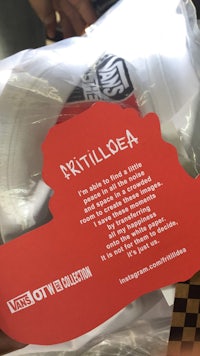 VANS
FRITILLDEA
I'm able to find a little
peace in all the noise
and space in a crowded
room to create these images.
I save these moments
by transferring
all my happiness
onto the white paper.
It is not for them to decide,
it's just us.
VANS OTW COLLECTION
Instagram.com/fritilldea